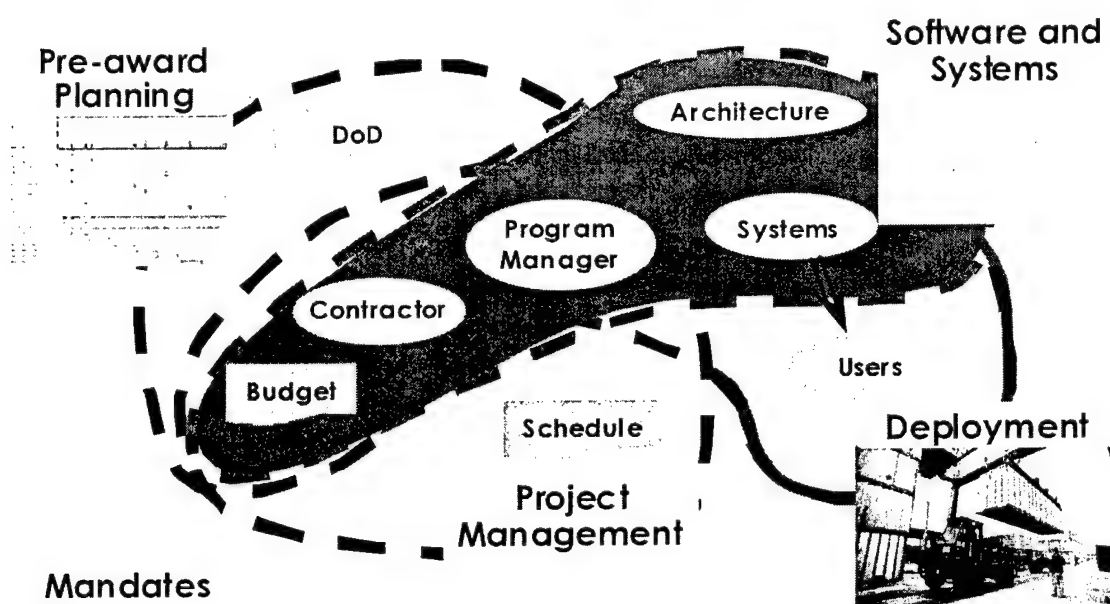 Software and
Systems
Pre-award
Planning
DoD
Architecture
Program
Manager
Systems
Contractor
Users
Budget
Schedule
Deployment
Project
Management
Mandates